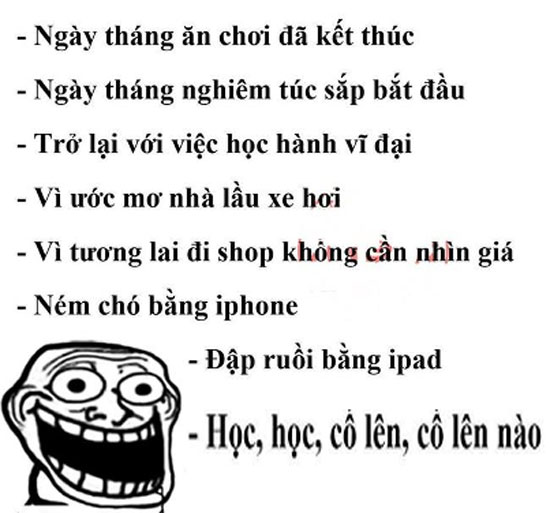 - Ngày tháng ăn chơi đã kết thúc
- Ngày tháng nghiêm túc sắp bắt đầu
- Trở lại với việc học hành vĩ đại
- Vì ước mơ nhà lầu xe hơi
- Vì tương lai đi shop không cần nhìn giá
- Ném chó bằng iphone
- Đập ruồi bằng ipad
- Học, học, cố lên, cố lên nào